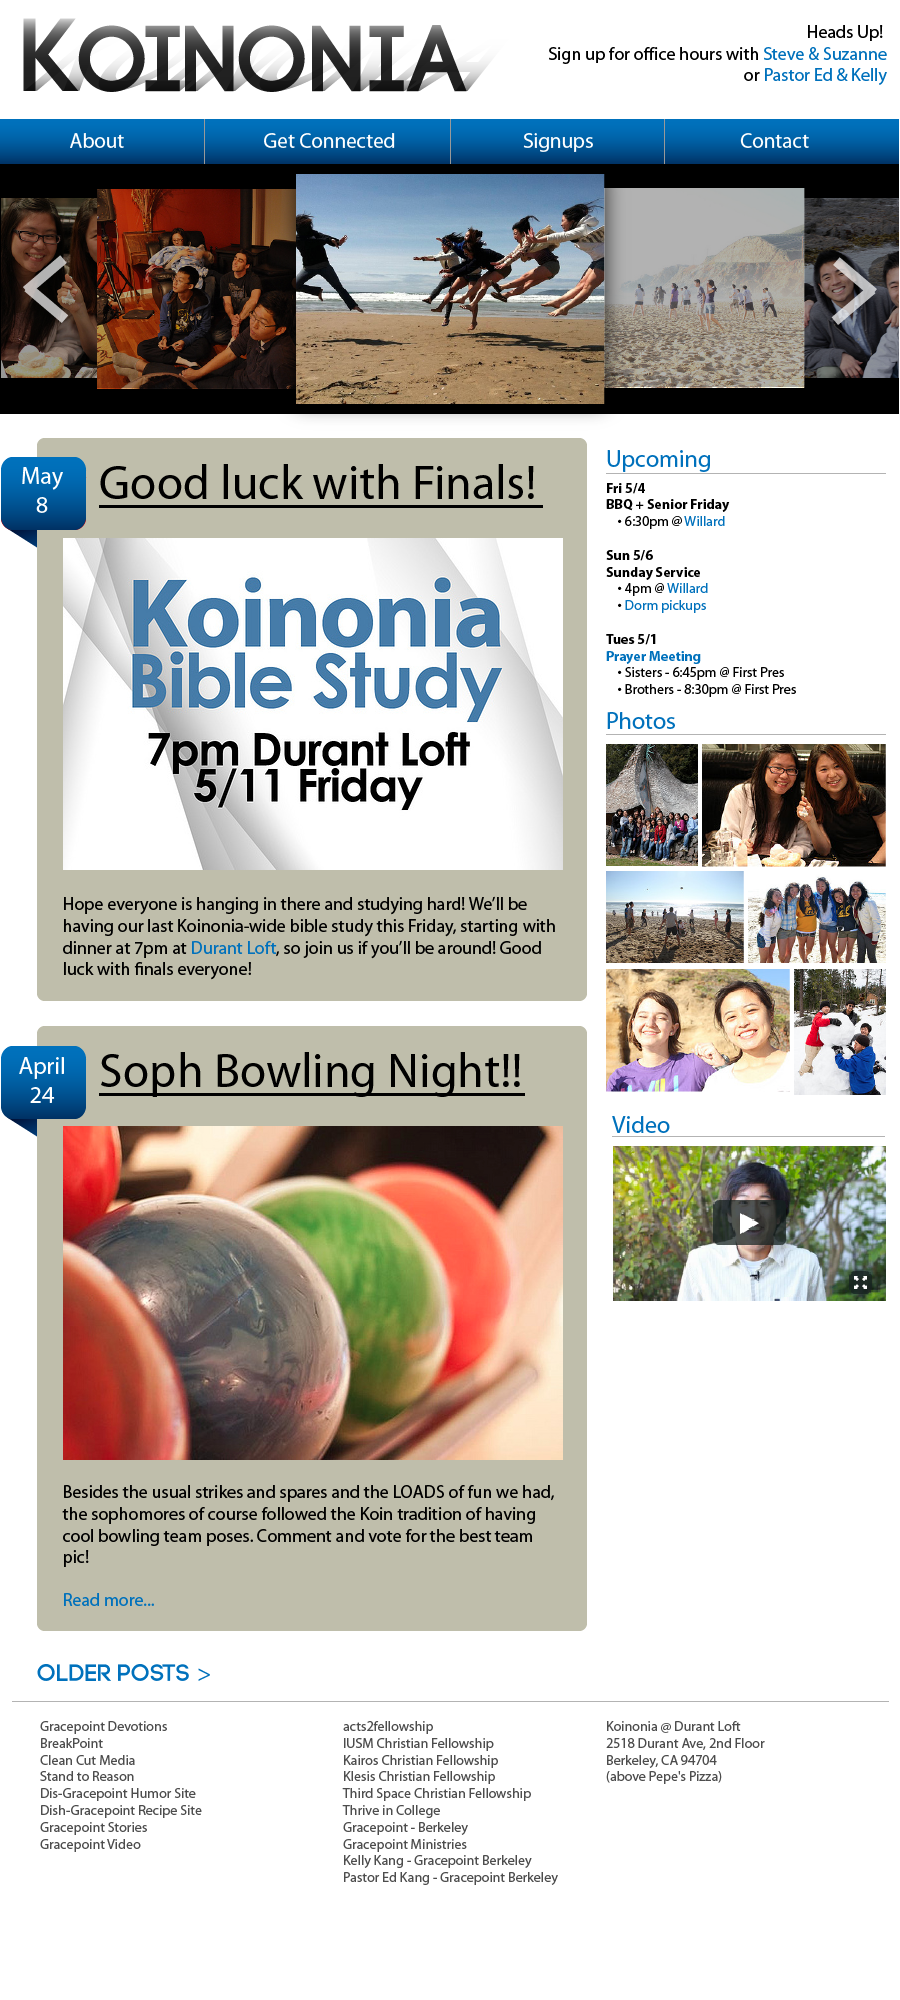 KOINONIA
Heads Up!
Sign up for office hours with Steve & Suzanne
or Pastor Ed & Kelly
About
Get Connected
Signups
Contact
May
8
Good luck with Finals!
Koinonia
Bible Study
7pm Durant Loft
5/11 Friday
Hope everyone is hanging in there and studying hard! We'll be
having our last Koinonia-wide bible study this Friday, starting with
dinner at 7pm at Durant Loft, so join us if you'll be around! Good
luck with finals everyone!
April
24
Soph Bowling Night!!
Besides the usual strikes and spares and the LOADS of fun we had,
the sophomores of course followed the Koin tradition of having
cool bowling team poses. Comment and vote for the best team
pic!
Read more...
OLDER POSTS >
Upcoming
Fri 5/4
BBQ + Senior Friday
• 6:30pm @ Willard
Sun 5/6
Sunday Service
• 4pm @ Willard
• Dorm pickups
Tues 5/1
Prayer Meeting
• Sisters - 6:45pm @ First Pres
• Brothers - 8:30pm @ First Pres
Photos
Video
Gracepoint Devotions
BreakPoint
Clean Cut Media
Stand to Reason
Dis-Gracepoint Humor Site
Dish-Gracepoint Recipe Site
Gracepoint Stories
Gracepoint Video
acts2fellowship
IUSM Christian Fellowship
Kairos Christian Fellowship
Klesis Christian Fellowship
Third Space Christian Fellowship
Thrive in College
Gracepoint - Berkeley
Gracepoint Ministries
Kelly Kang - Gracepoint Berkeley
Pastor Ed Kang - Gracepoint Berkeley
Koinonia @ Durant Loft
2518 Durant Ave, 2nd Floor
Berkeley, CA 94704
(above Pepe's Pizza)